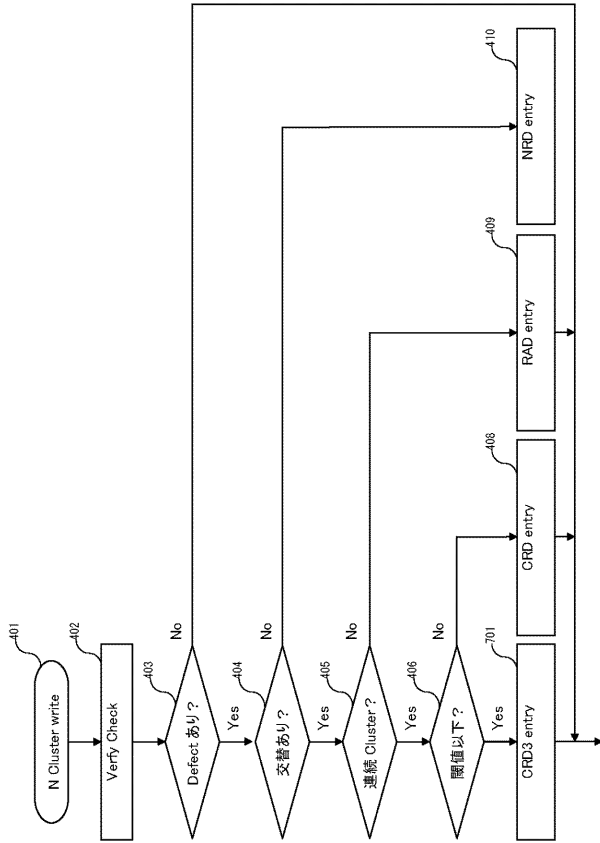 401
N Cluster write
402
Verfy Check
403
Defect あり？
No
Yes
404
交替あり？
No
Yes
405
連続 Cluster？
No
Yes
406
閾値以下？
No
Yes
701
CRD3 entry
408
CRD entry
409
RAD entry
410
NRD entry